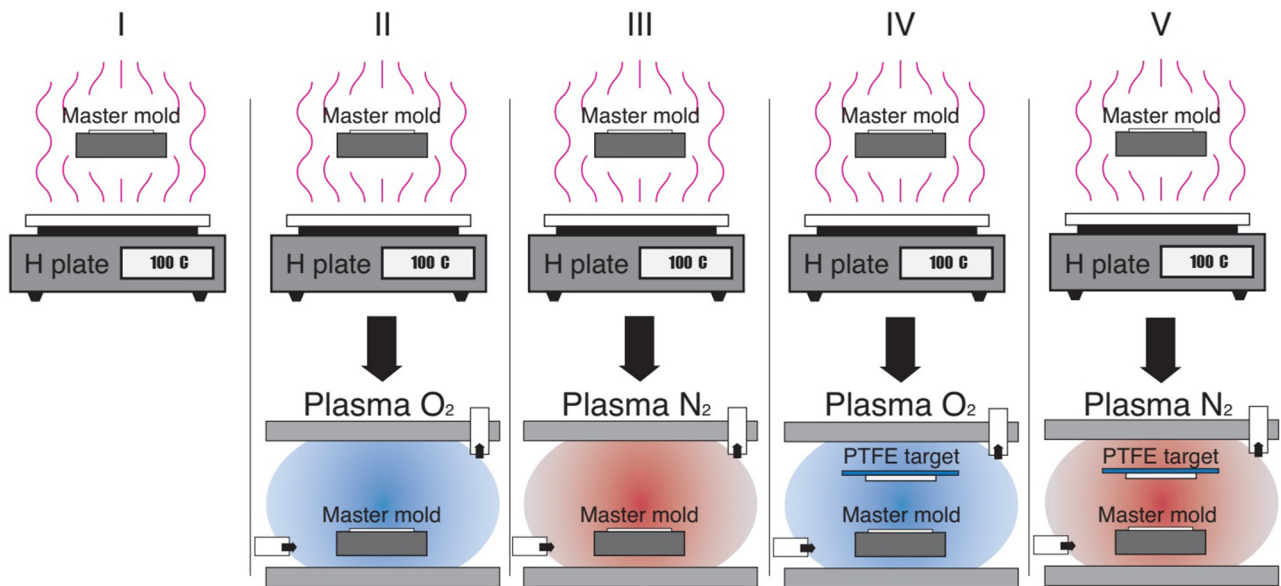 I
II
III
IV
V
Master mold
Master mold
Master mold
Master mold
Master mold
H plate
100 C
H plate
100 C
H plate
100 C
H plate
100 C
H plate
100 C
Plasma O₂
Plasma N₂
Plasma O₂
Plasma N₂
PTFE target
PTFE target
Master mold
Master mold
Master mold
Master mold